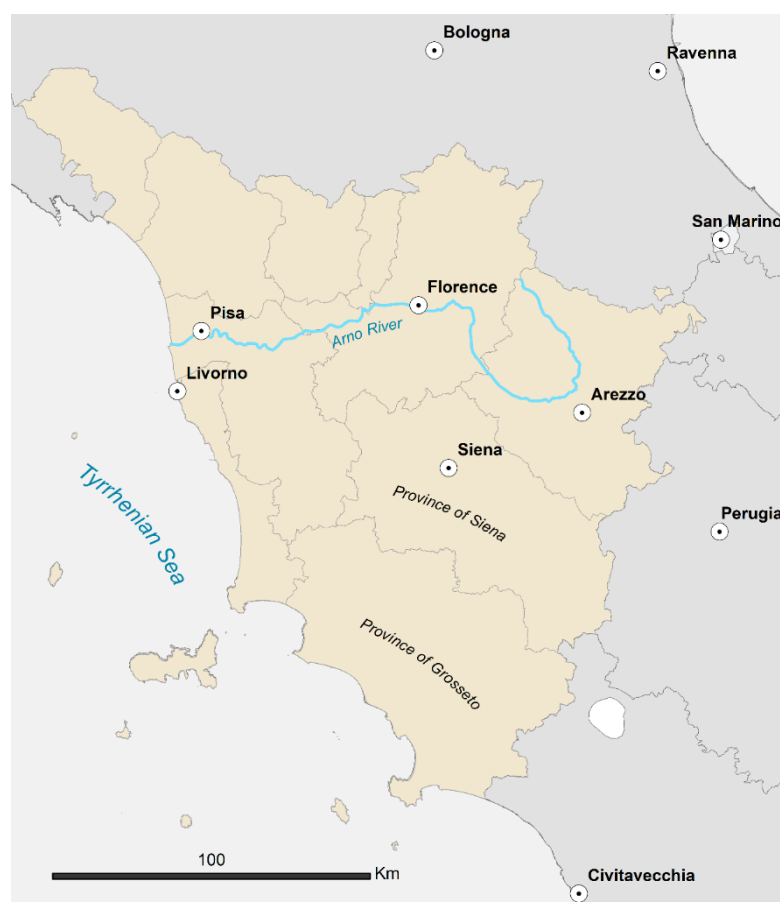 Bologna
Ravenna
San Marino
Florence
Pisa
Arno River
Livorno
Arezzo
Siena
Tyrrhenian Sea
Province of Siena
Perugia
Province of Grosseto
100
Km
Civitavecchia